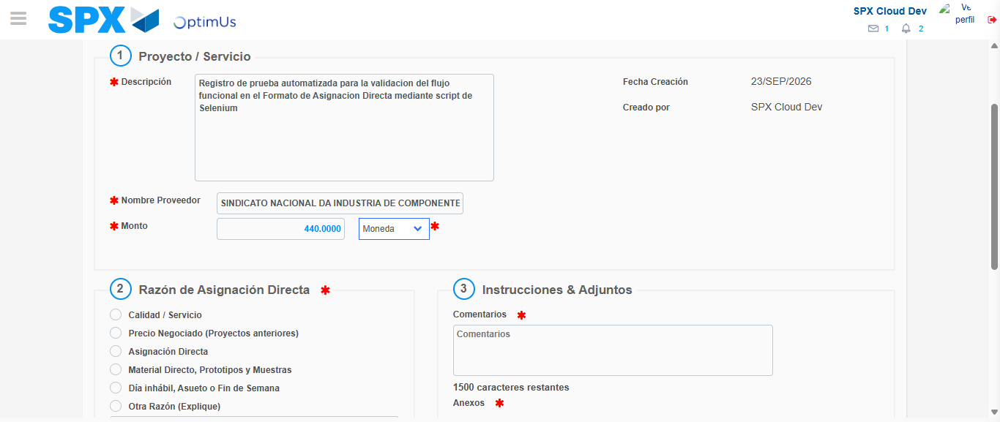 SPX OptimUs
SPX Cloud Dev
Ve
perfil
1 2
1 Proyecto / Servicio
✱ Descripción
Registro de prueba automatizada para la validacion del flujo
funcional en el Formato de Asignacion Directa mediante script de
Selenium
Fecha Creación 23/SEP/2026
Creado por SPX Cloud Dev
✱ Nombre Proveedor SINDICATO NACIONAL DA INDUSTRIA DE COMPONENTE
✱ Monto 440.0000 Moneda ✱
2 Razón de Asignación Directa ✱
Calidad / Servicio
Precio Negociado (Proyectos anteriores)
Asignación Directa
Material Directo, Prototipos y Muestras
Día inhábil, Asueto o Fin de Semana
Otra Razón (Explique)
3 Instrucciones & Adjuntos
Comentarios ✱
Comentarios
1500 caracteres restantes
Anexos ✱